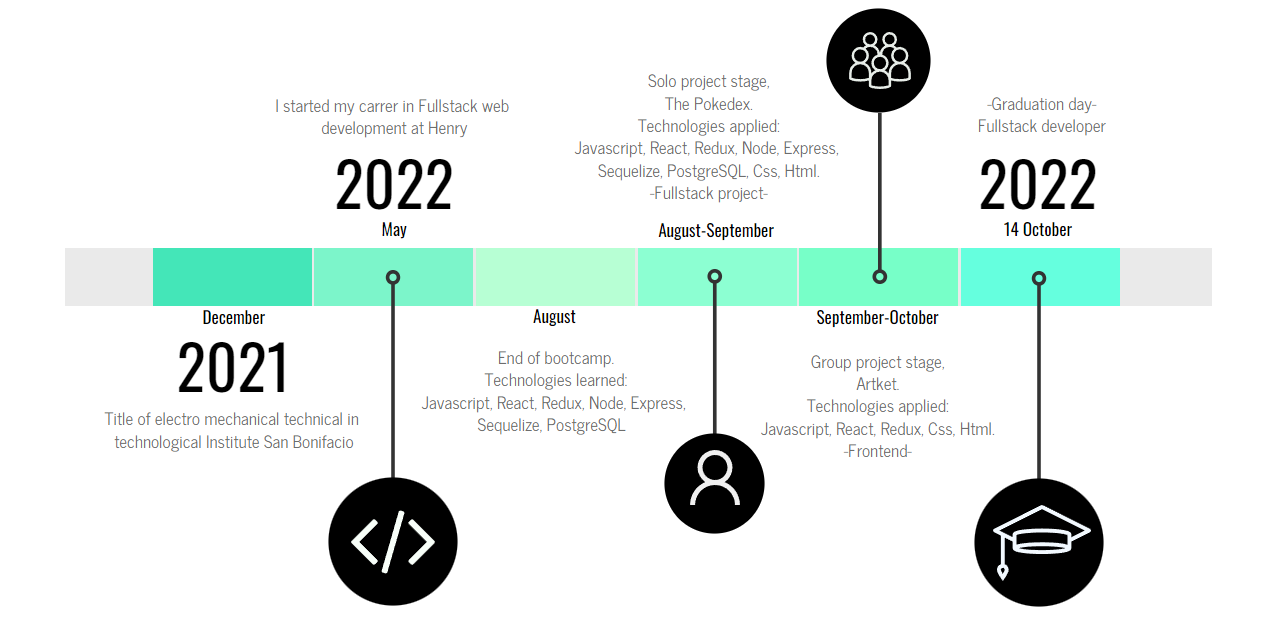 December
2021
Title of electro mechanical technical in
technological Institute San Bonifacio
I started my carrer in Fullstack web
development at Henry
2022
May
August
End of bootcamp.
Technologies learned:
Javascript, React, Redux, Node, Express,
Sequelize, PostgreSQL
Solo project stage,
The Pokedex.
Technologies applied:
Javascript, React, Redux, Node, Express,
Sequelize, PostgreSQL, Css, Html.
-Fullstack project-
August-September
September-October
Group project stage,
Artket.
Technologies applied:
Javascript, React, Redux, Css, Html.
-Frontend-
-Graduation day-
Fullstack developer
2022
14 October